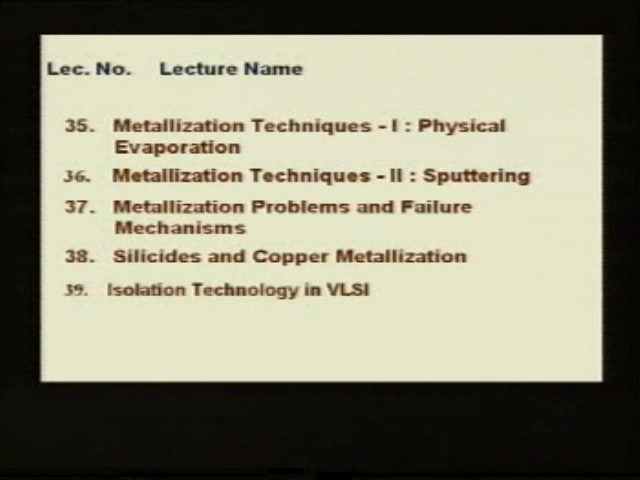 Lec. No. Lecture Name
35. Metallization Techniques - I : Physical
Evaporation
36. Metallization Techniques - II : Sputtering
37. Metallization Problems and Failure
Mechanisms
38. Silicides and Copper Metallization
39. Isolation Technology in VLSI